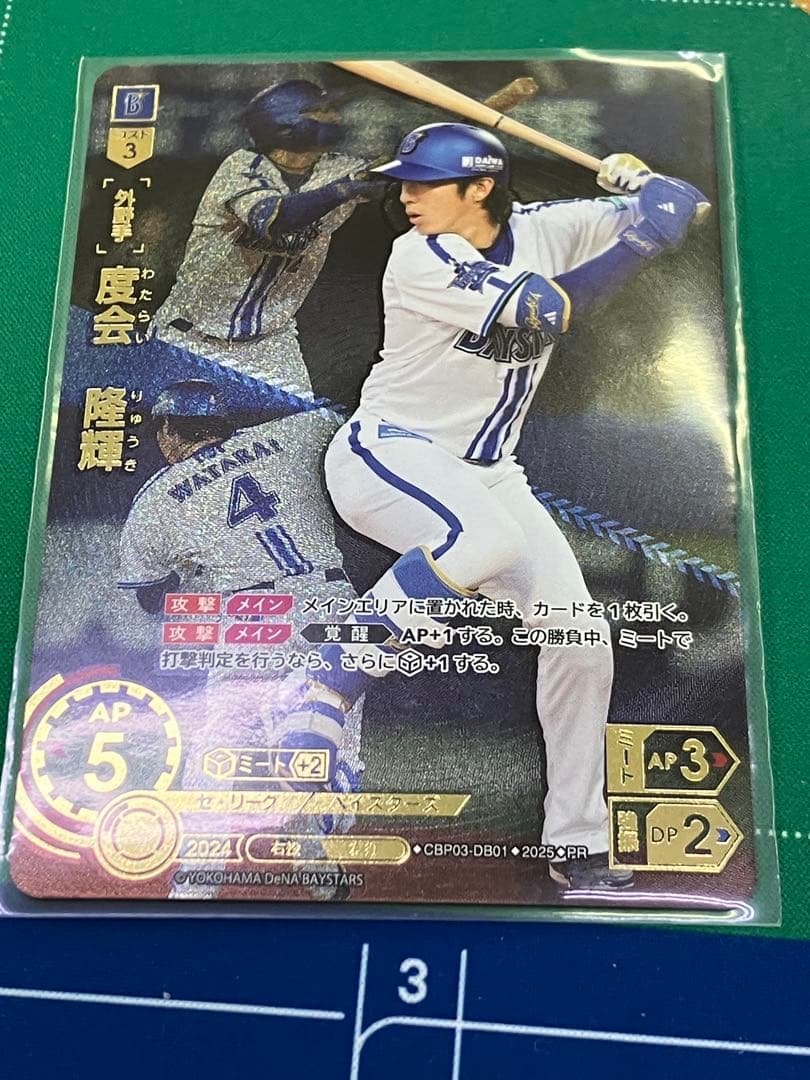 B
コスト
3
外野手
度会
わたらい
隆輝
りゅうき
B
DAIWA
BAYST
WATARAI
4
攻撃 メイン メインエリアに置かれた時、カードを1枚引く。
攻撃 メイン 覚醒 AP+1する。この勝負中、ミートで
打撃判定を行うなら、さらに+1する。
AP
5
ミート +2
セ・リーグ / ベイスターズ
ミート AP 3
DP 2
2024 右投 左打 ◆CBP03-DB01◆2025◆PR
©YOKOHAMA DeNA BAYSTARS
3